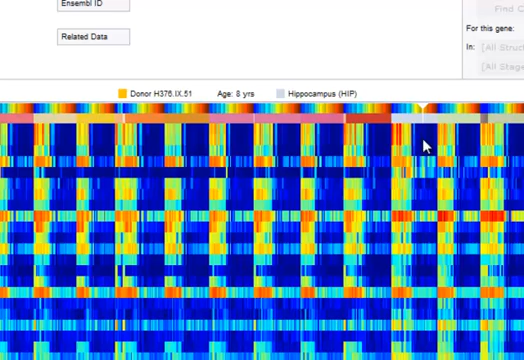 Ensembl ID
Find C
For this gene:
Related Data
In: [All Struct
[All Stage
Donor H376.IX.51 Age: 8 yrs Hippocampus (HIP)